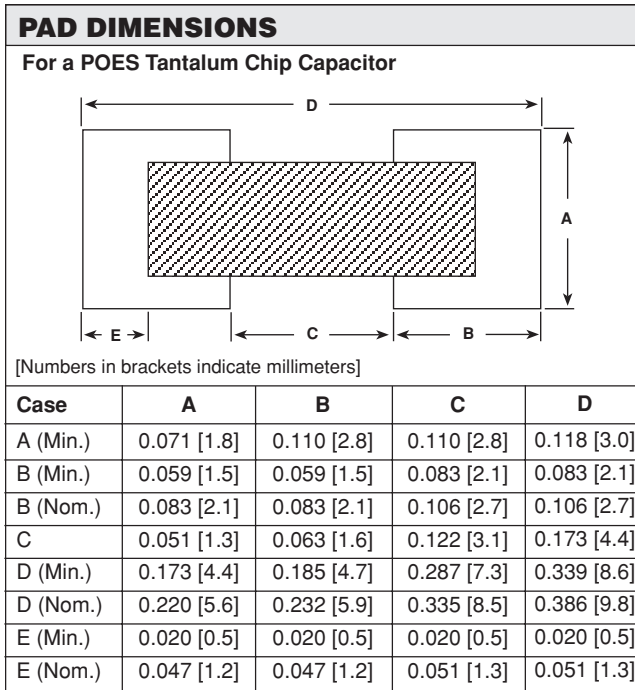 PAD DIMENSIONS
For a POES Tantalum Chip Capacitor
D
A
E C B
[Numbers in brackets indicate millimeters]
Case A B C D
A (Min.) 0.071 [1.8] 0.110 [2.8] 0.110 [2.8] 0.118 [3.0]
B (Min.) 0.059 [1.5] 0.059 [1.5] 0.083 [2.1] 0.083 [2.1]
B (Nom.) 0.083 [2.1] 0.083 [2.1] 0.106 [2.7] 0.106 [2.7]
C 0.051 [1.3] 0.063 [1.6] 0.122 [3.1] 0.173 [4.4]
D (Min.) 0.173 [4.4] 0.185 [4.7] 0.287 [7.3] 0.339 [8.6]
D (Nom.) 0.220 [5.6] 0.232 [5.9] 0.335 [8.5] 0.386 [9.8]
E (Min.) 0.020 [0.5] 0.020 [0.5] 0.020 [0.5] 0.020 [0.5]
E (Nom.) 0.047 [1.2] 0.047 [1.2] 0.051 [1.3] 0.051 [1.3]